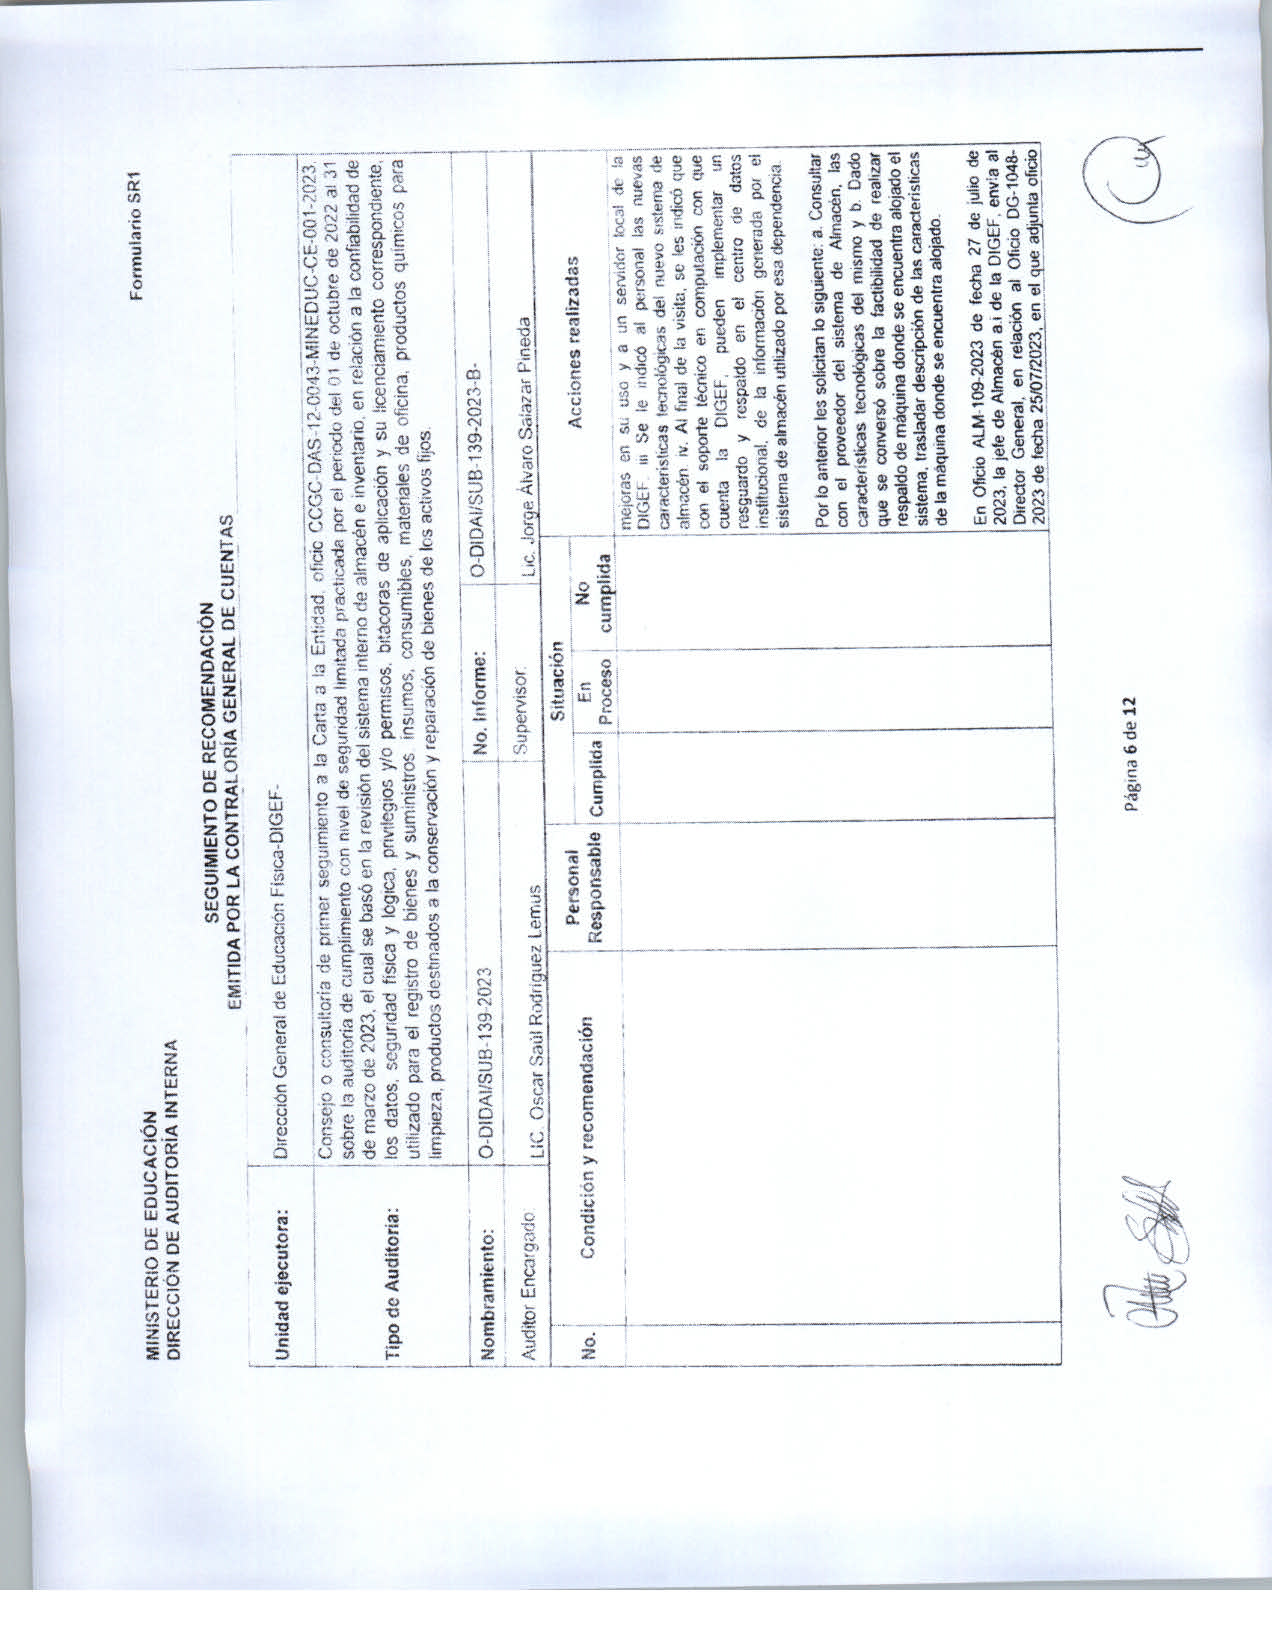 Formulario SR1
MINISTERIO DE EDUCACIÓN
DIRECCIÓN DE AUDITORÍA INTERNA
SEGUIMIENTO DE RECOMENDACIÓN
EMITIDA POR LA CONTRALORÍA GENERAL DE CUENTAS
Unidad ejecutora:
Dirección General de Educación Física-DIGEF-
Tipo de Auditoria:
Consejo o consultoría de primer seguimiento a la Carta a la Entidad, oficio CCGC-DAS-12-0043-MINEDUC-CE-001-2023,
sobre la auditoría de cumplimiento con nivel de seguridad limitada practicada por el periodo del 01 de octubre de 2022 al 31
de marzo de 2023, el cual se basó en la revisión del sistema interno de almacén e inventario, en relación a la confiabilidad de
los datos, seguridad física y lógica, privilegios y/o permisos, bitácoras de aplicación y su licenciamiento correspondiente,
utilizado para el registro de bienes y suministros, insumos, consumibles, materiales de oficina, productos químicos para
limpieza, productos destinados a la conservación y reparación de bienes de los activos fijos.
Nombramiento:
O-DIDAI/SUB-139-2023
No. Informe:
O-DIDAI/SUB-139-2023-B-
Auditor Encargado
LIC. Oscar Saúl Rodríguez Lemus
Supervisor:
Lic. Jorge Álvaro Salazar Pineda
No.
Condición y recomendación
Personal
Responsable
Situación
Cumplida
En
Proceso
No
cumplida
Acciones realizadas
mejoras en su uso y a un servidor local de la
DIGEF. iii Se le indicó al personal las nuevas
características tecnológicas del nuevo sistema de
almacén. iv. Al final de la visita, se les indicó que
con el soporte técnico en computación con que
cuenta la DIGEF, pueden implementar un
resguardo y respaldo en el centro de datos
institucional, de la información generada por el
sistema de almacén utilizado por esa dependencia.
Por lo anterior les solicitan lo siguiente: a. Consultar
con el proveedor del sistema de Almacén, las
características tecnológicas del mismo y b. Dado
que se conversó sobre la factibilidad de realizar
respaldo de máquina donde se encuentra alojado el
sistema, trasladar descripción de las características
de la máquina donde se encuentra alojado.
En Oficio ALM-109-2023 de fecha 27 de julio de
2023, la jefe de Almacén a.i de la DIGEF, envía al
Director General, en relación al Oficio DG-1048-
2023 de fecha 25/07/2023, en el que adjunta oficio
Página 6 de 12